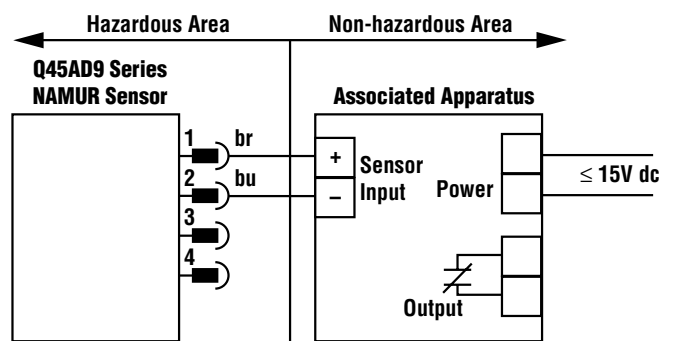 Hazardous Area
Non-hazardous Area
Q45AD9 Series
NAMUR Sensor
Associated Apparatus
1 br
2 bu
3
4
+
–
Sensor
Input
Power
≤ 15V dc
Output